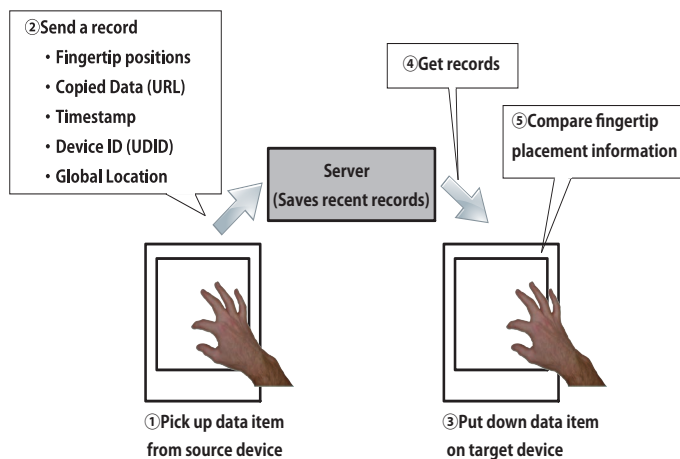 ②Send a record
・Fingertip positions
・Copied Data (URL)
・Timestamp
・Device ID (UDID)
・Global Location
④Get records
⑤Compare fingertip
placement information
Server
(Saves recent records)
①Pick up data item
from source device
③Put down data item
on target device